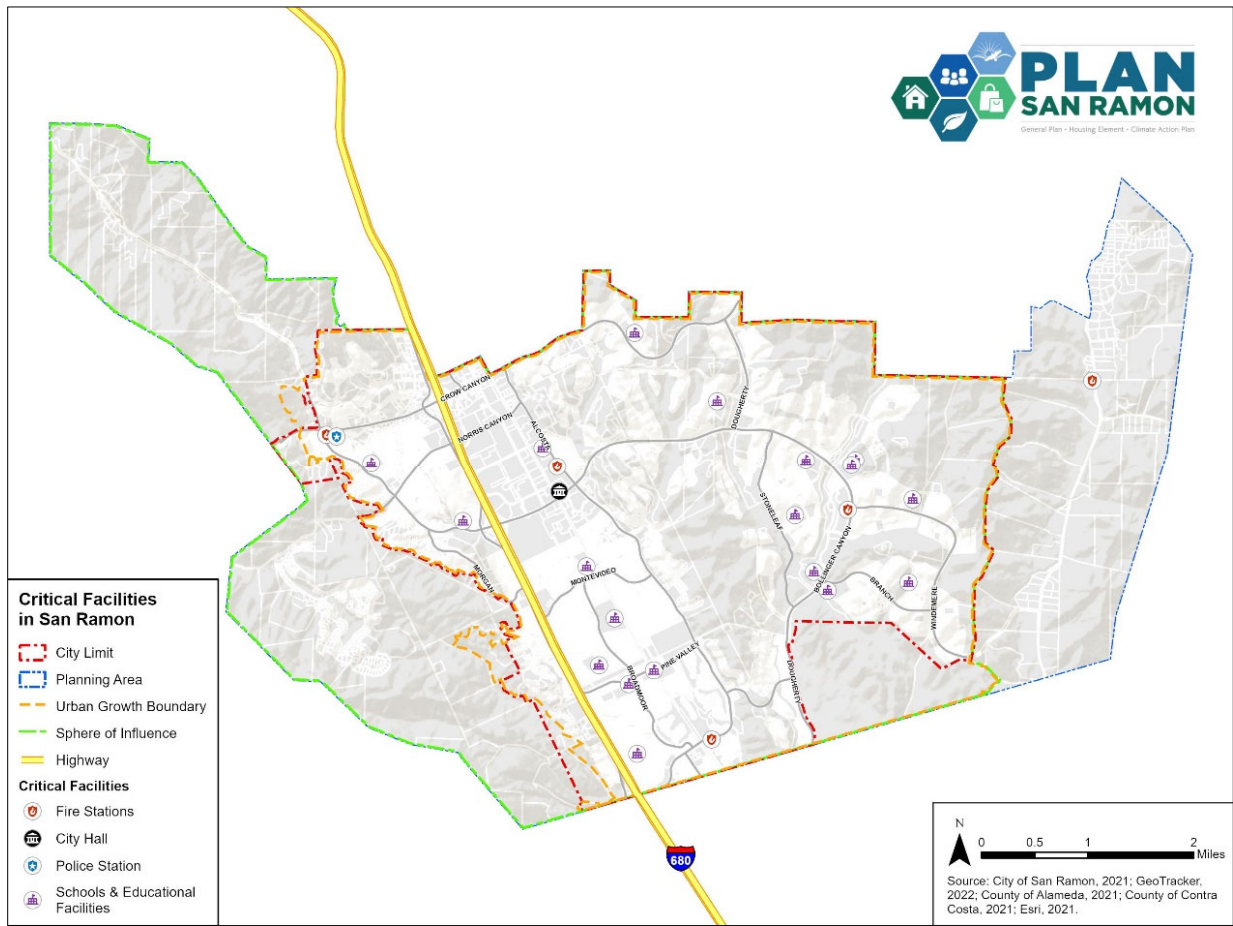 PLAN
SAN RAMON
General Plan • Housing Element • Climate Action Plan
CROW CANYON
NORRIS CANYON
ALCOSTA
DOUGHERTY
STONELEAF
BOLLINGER CANYON
MORGAN
MONTEVIDEO
BRANCH
WINDEMERE
PINE VALLEY
BROADMOOR
DOUGHERTY
680
Critical Facilities
in San Ramon
City Limit
Planning Area
Urban Growth Boundary
Sphere of Influence
Highway
Critical Facilities
Fire Stations
City Hall
Police Station
Schools & Educational
Facilities
N
0 0.5 1 2
Miles
Source: City of San Ramon, 2021; GeoTracker,
2022; County of Alameda, 2021; County of Contra
Costa, 2021; Esri, 2021.